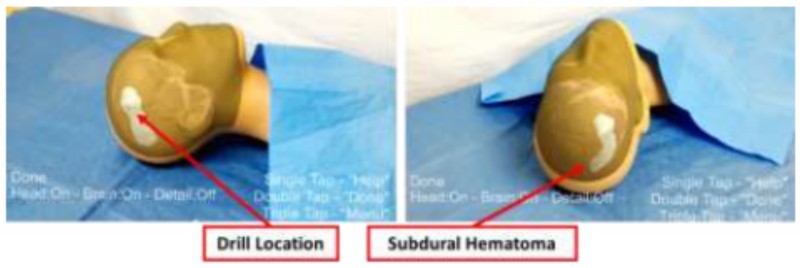 Done
Head:On - Brain:On - Detail:Off
Single Tap - "Help"
Double Tap - "Done"
Triple Tap - "Menu"
Done
Head:On - Brain:On - Detail:Off
Single Tap - "Help"
Double Tap - "Done"
Triple Tap - "Menu"
Drill Location
Subdural Hematoma